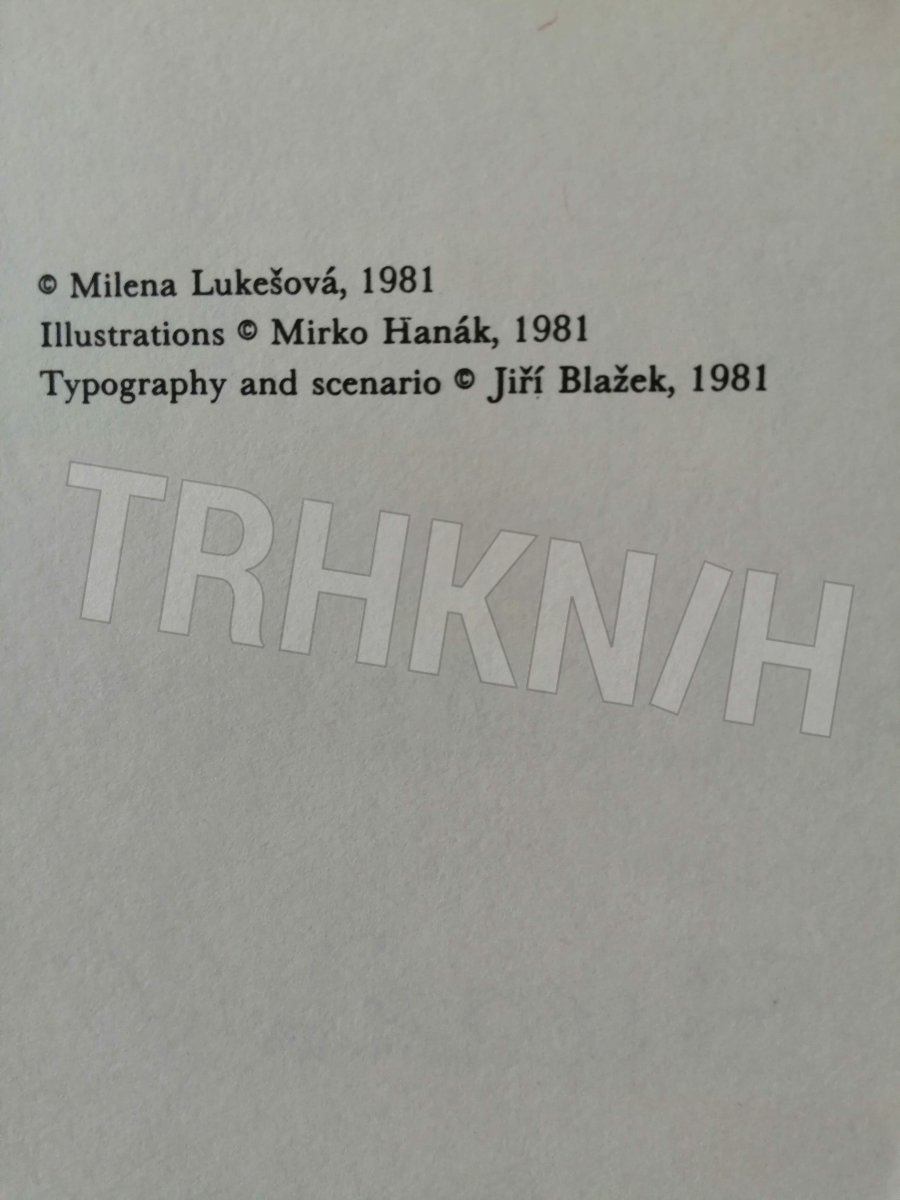 © Milena Lukešová, 1981
Illustrations © Mirko Hanák, 1981
Typography and scenario © Jiří Blažek, 1981
TRHKN/H